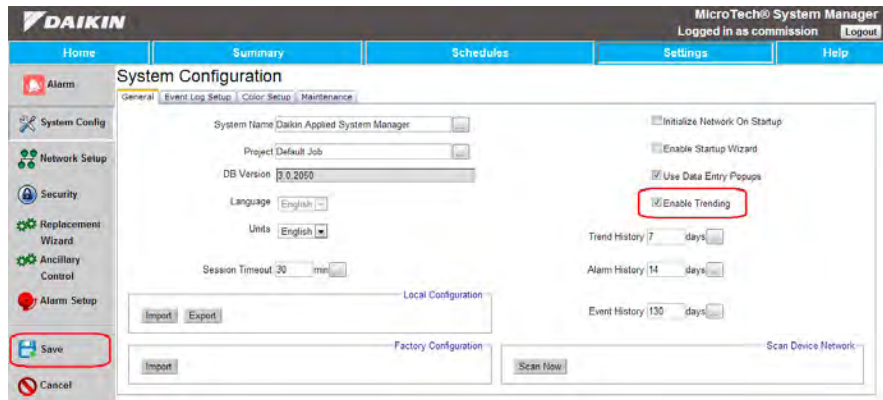 DAIKIN
MicroTech® System Manager
Logged in as commission Logout
Home Summary Schedules Settings Help
Alarm
System Config
Network Setup
Security
Replacement
Wizard
Ancillary
Control
Alarm Setup
Save
Cancel
System Configuration
General Event Log Setup Color Setup Maintenance
System Name Daikin Applied System Manager ...
Project Default Job ...
DB Version 3.0.2050
Language English
Units English
Session Timeout 30 min ...
Initialize Network On Startup
Enable Startup Wizard
Use Data Entry Popups
Enable Trending
Trend History 7 days ...
Alarm History 14 days ...
Event History 130 days ...
Local Configuration
Import Export
Factory Configuration
Import
Scan Device Network
Scan Now